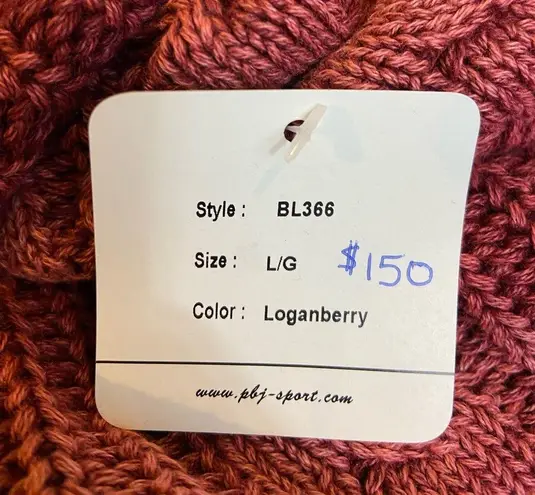 Style : BL366
Size : L/G $150
Color : Loganberry
www.pbj-sport.com